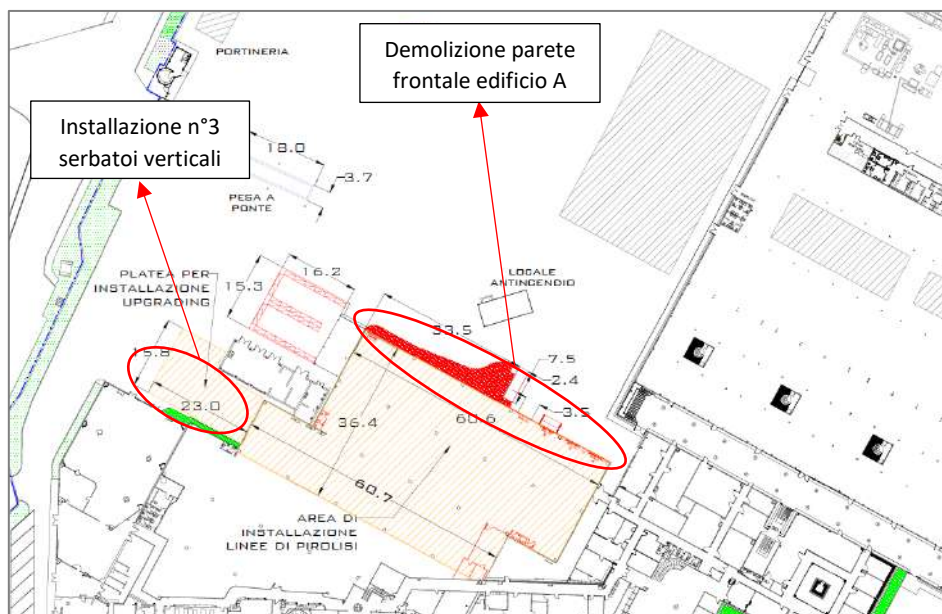 PORTINERIA
Demolizione parete
frontale edificio A
Installazione n°3
serbatoi verticali
18.0
3.7
PESA A
PONTE
PLATEA PER
INSTALLAZIONE
UPGRADING
16.2
15.3
LOCALE
ANTINCENDIO
33.5
7.5
2.4
3.5
15.8
23.0
36.4
60.6
60.7
AREA DI
INSTALLAZIONE
LINEE DI PIROLISI